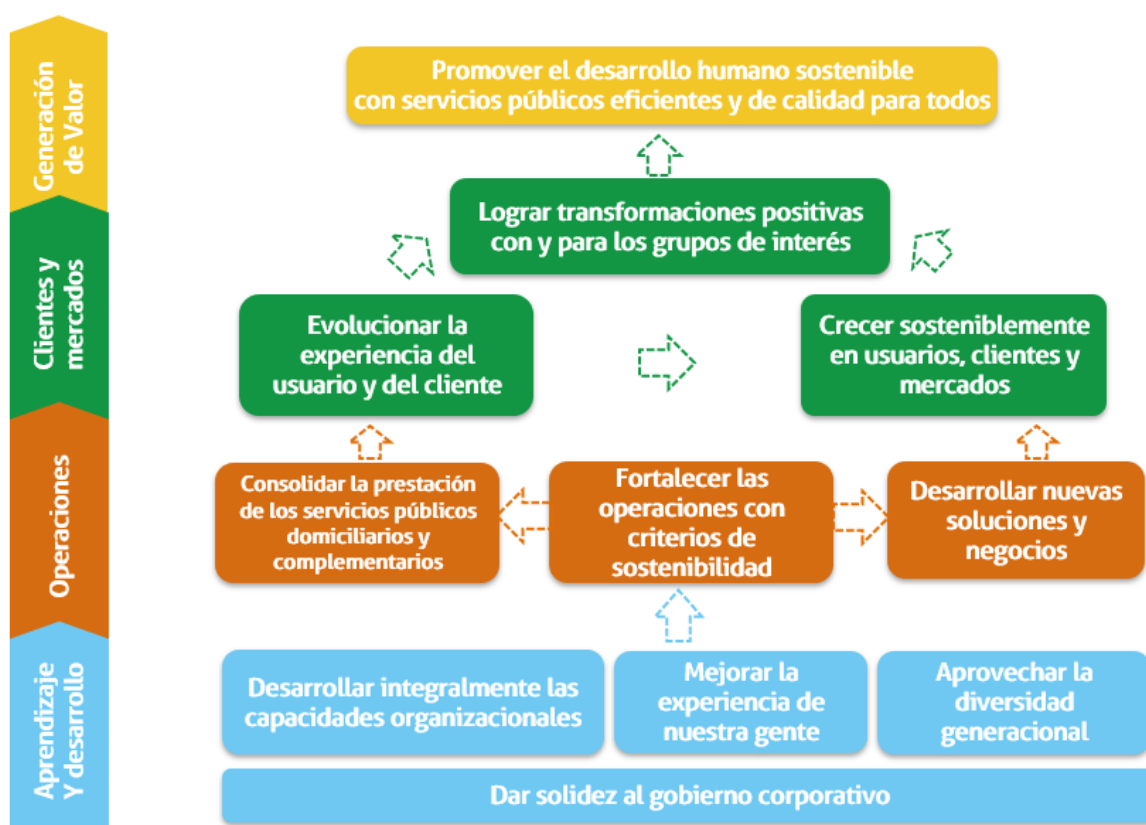 Generación
de Valor
Promover el desarrollo humano sostenible
con servicios públicos eficientes y de calidad para todos
Clientes y
mercados
Lograr transformaciones positivas
con y para los grupos de interés
Evolucionar la
experiencia del
usuario y del cliente
Crecer sosteniblemente
en usuarios, clientes y
mercados
Operaciones
Consolidar la prestación
de los servicios públicos
domiciliarios y
complementarios
Fortalecer las
operaciones con
criterios de
sostenibilidad
Desarrollar nuevas
soluciones y
negocios
Aprendizaje
Y desarrollo
Desarrollar integralmente las
capacidades organizacionales
Mejorar la
experiencia de
nuestra gente
Aprovechar la
diversidad
generacional
Dar solidez al gobierno corporativo